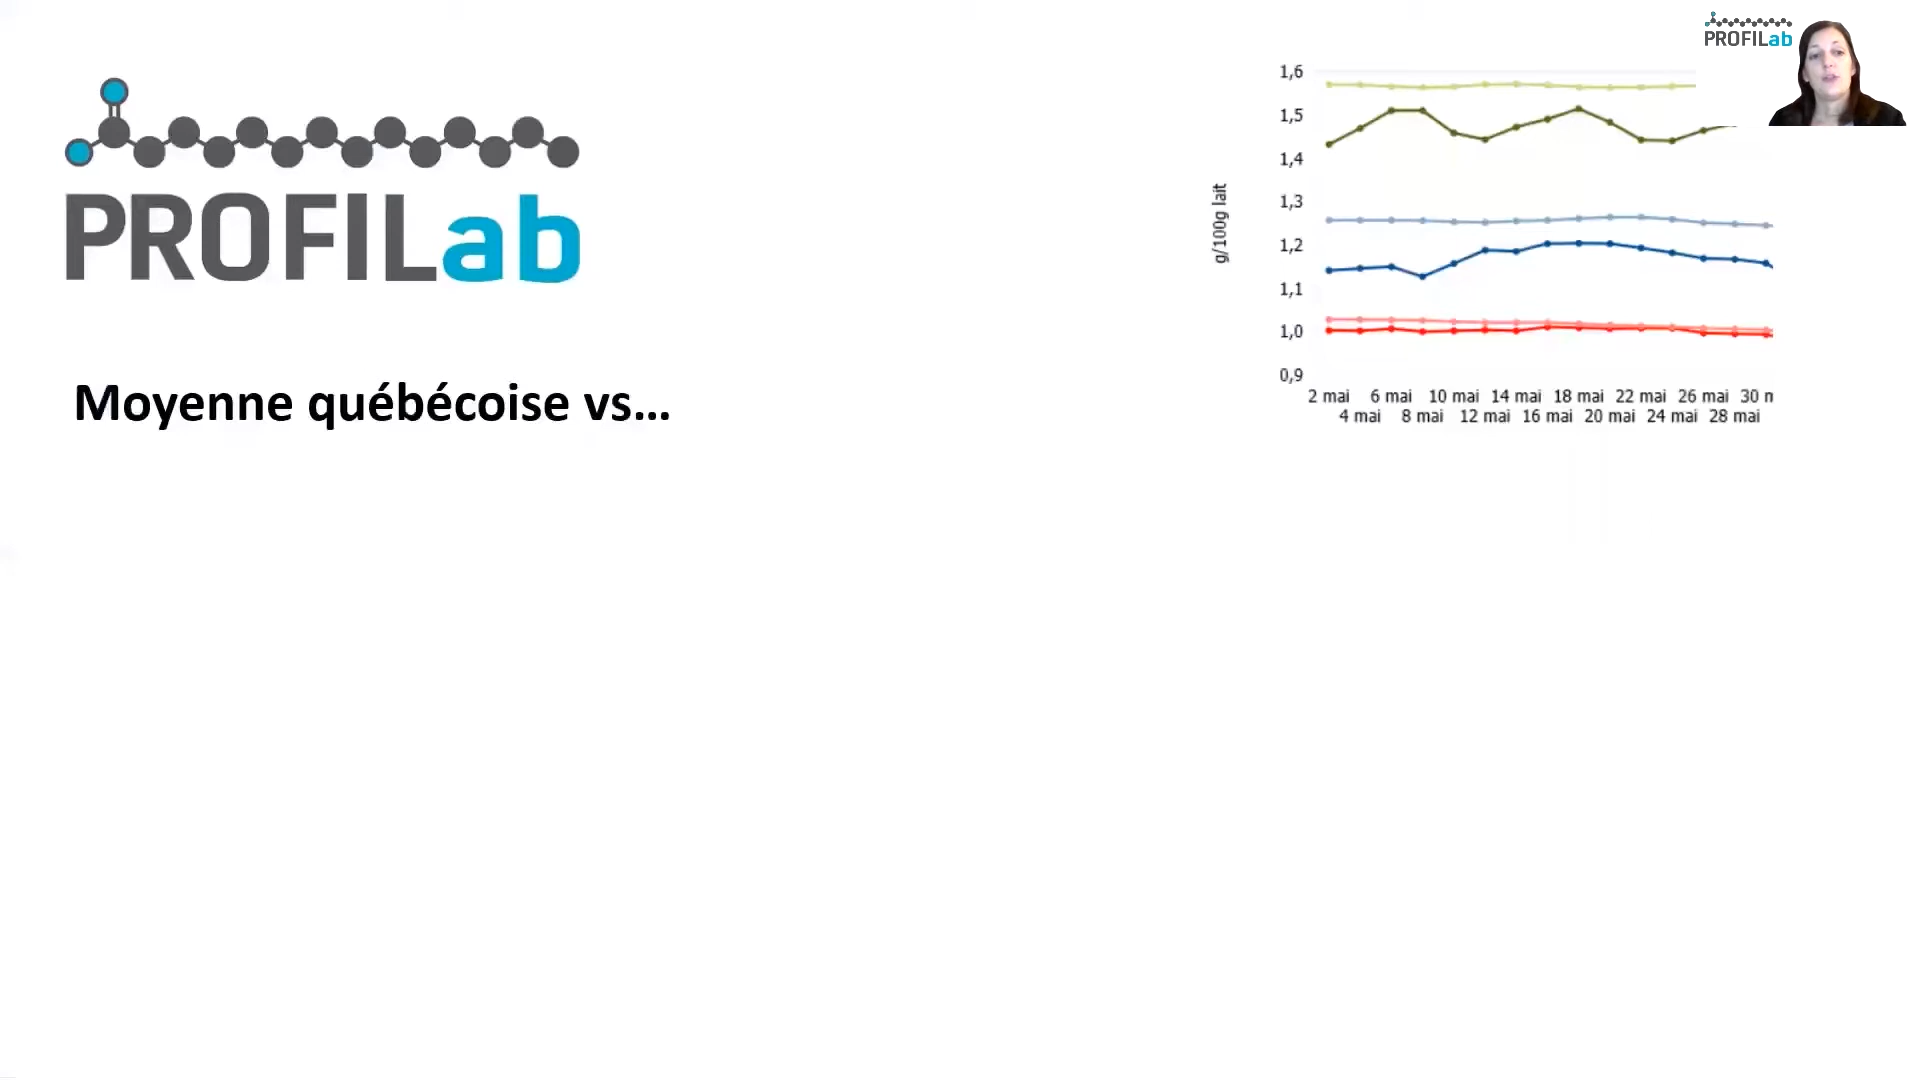 PROFILab
Moyenne québécoise vs...
PROFILab
g/100g lait
1,6
1,5
1,4
1,3
1,2
1,1
1,0
0,9
2 mai 6 mai 10 mai 14 mai 18 mai 22 mai 26 mai 30
4 mai 8 mai 12 mai 16 mai 20 mai 24 mai 28 mai